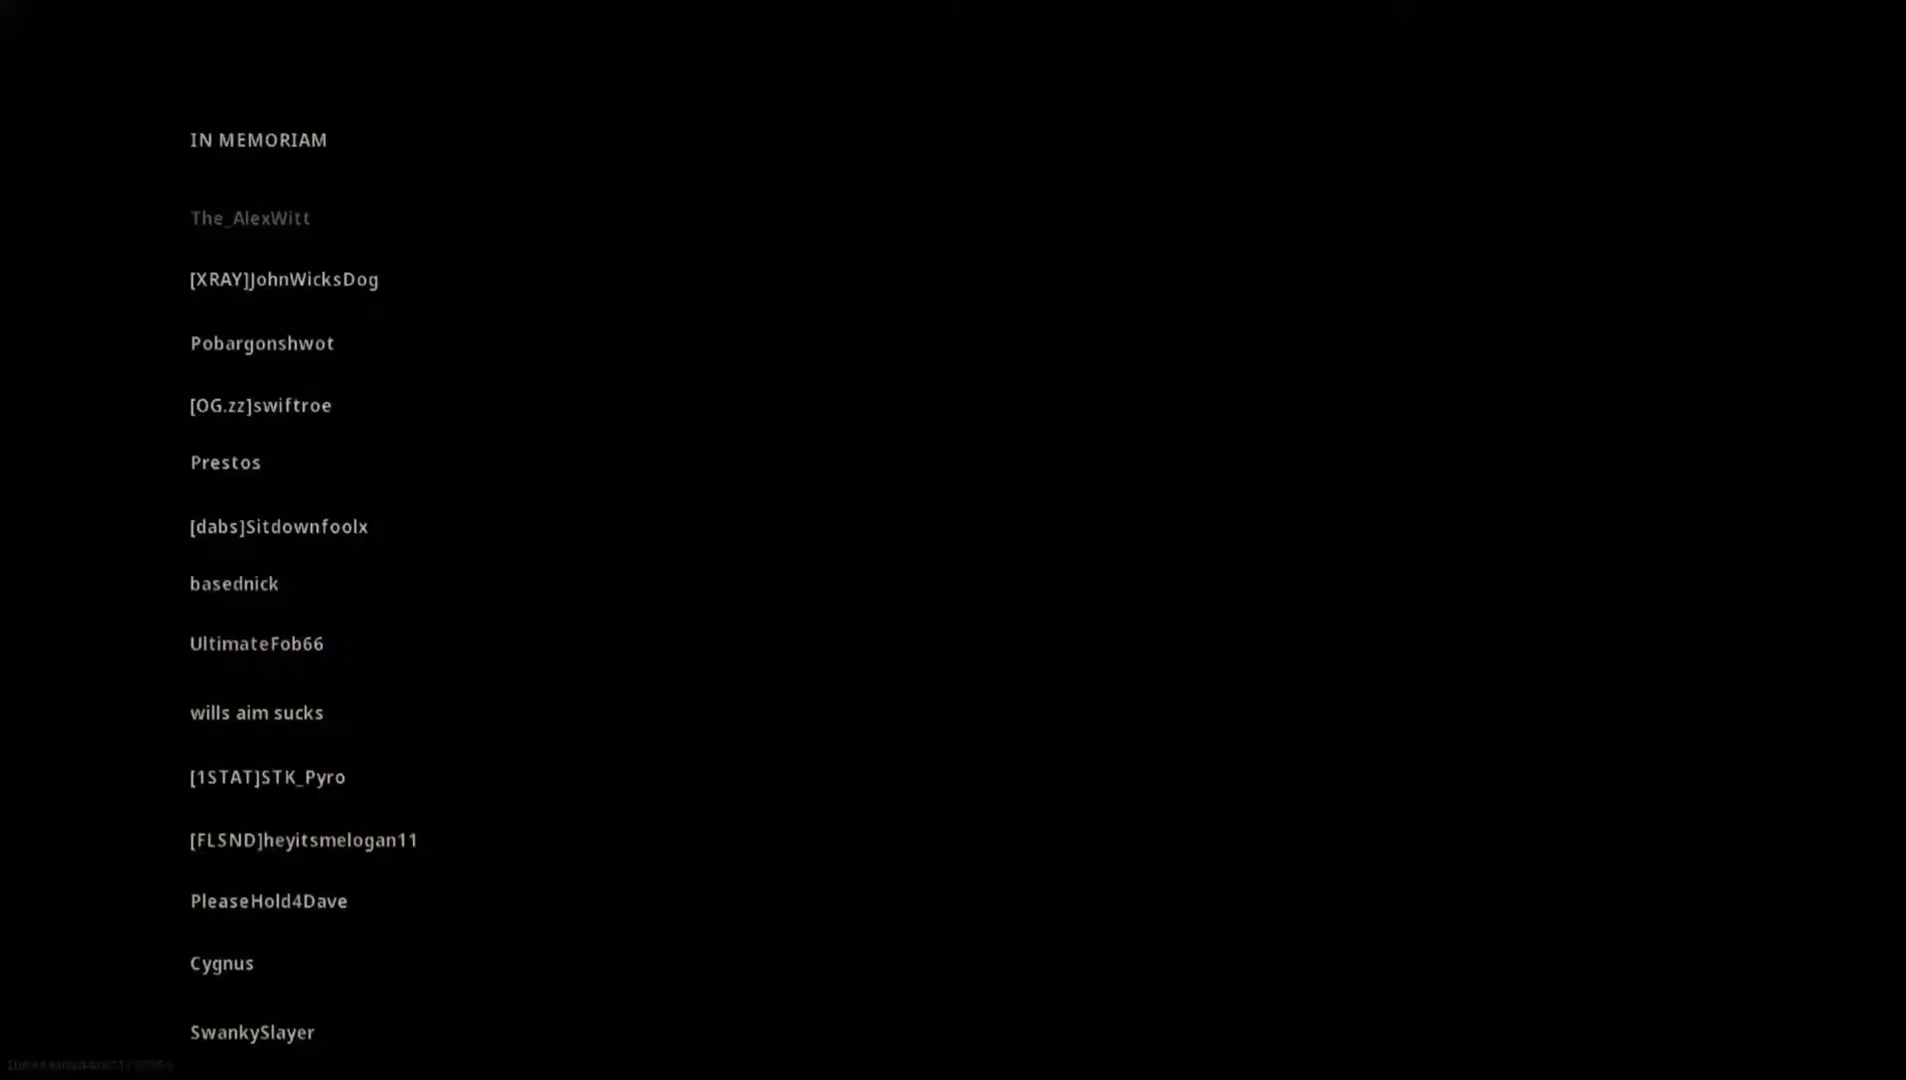 IN MEMORIAM
The_AlexWitt
[XRAY]JohnWicksDog
Pobargonshwot
[OG.zz]swiftroe
Prestos
[dabs]Sitdownfoolx
basednick
UltimateFob66
wills aim sucks
[1STAT]STK_Pyro
[FLSND]heyitsmelogan11
PleaseHold4Dave
Cygnus
SwankySlayer